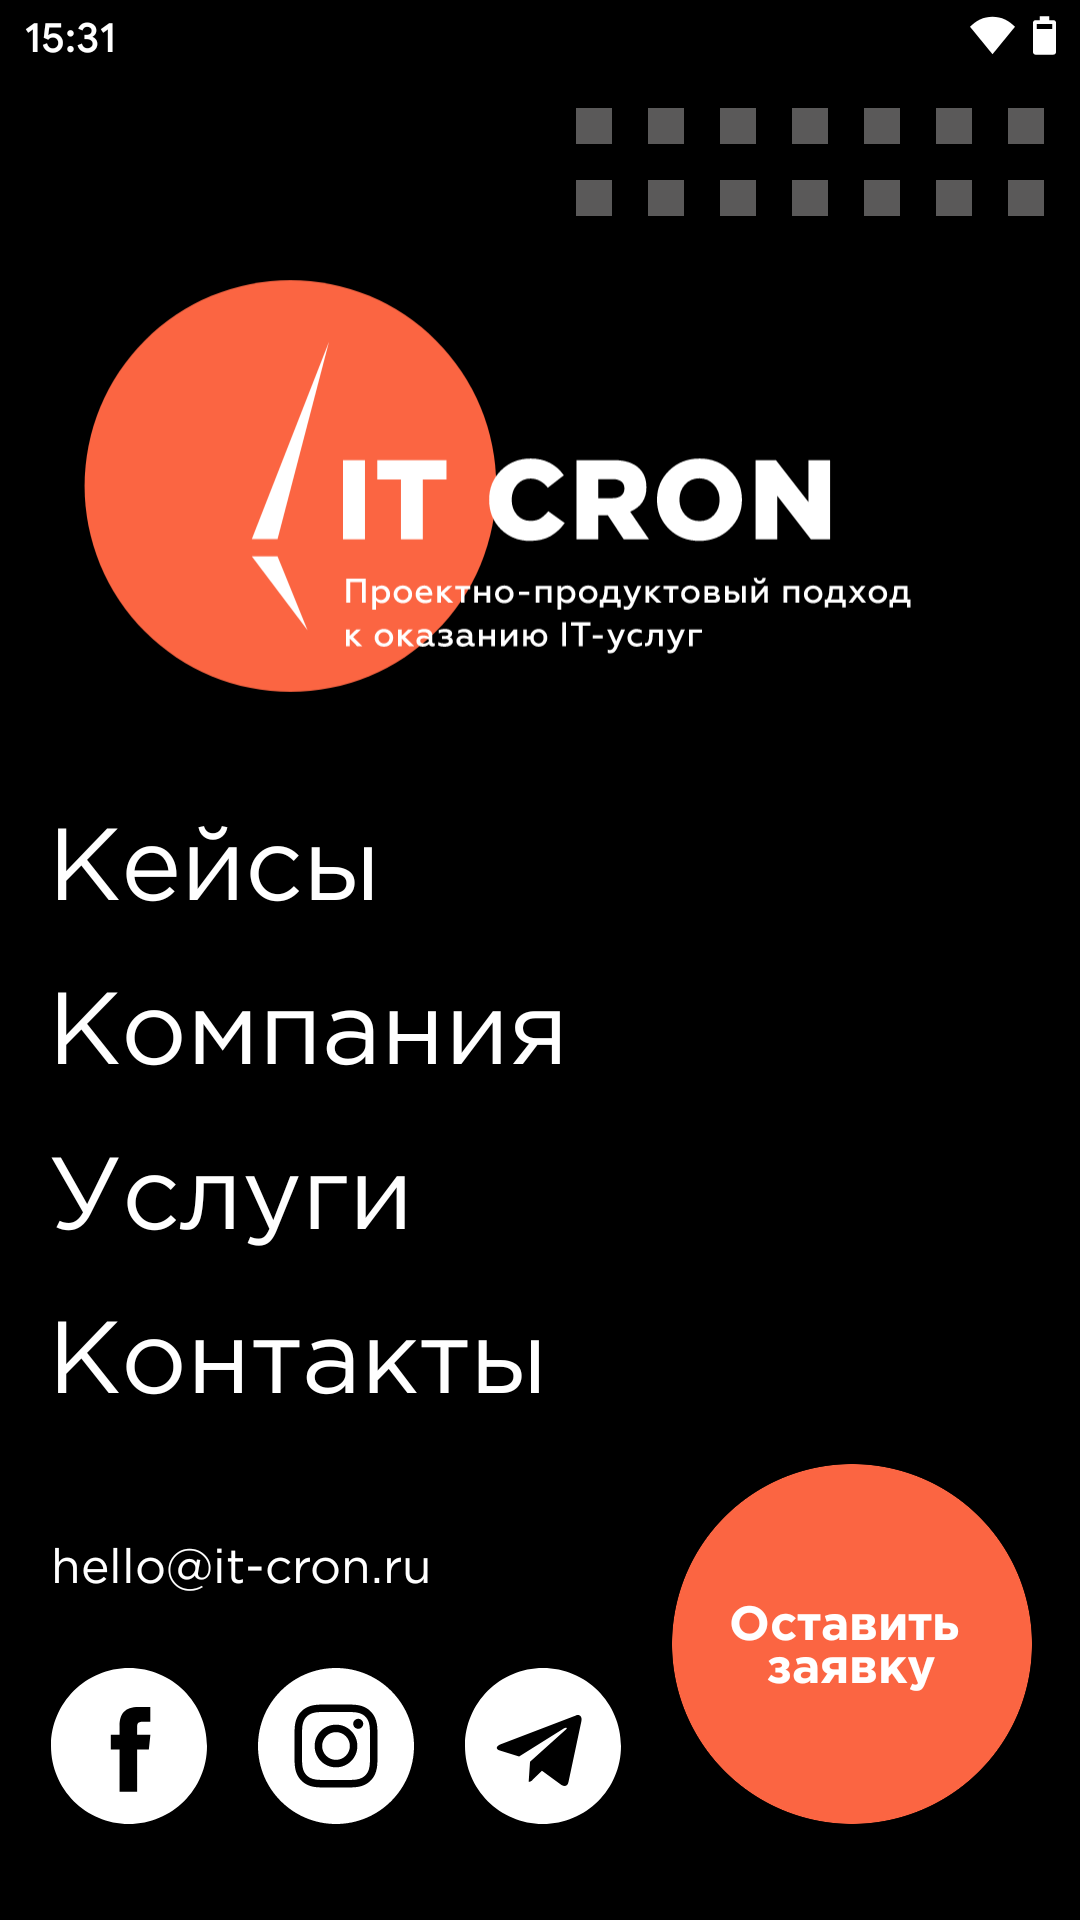 15:31
IT CRON
Проектно-продуктовый подход
к оказанию IT-услуг
Кейсы
Компания
Услуги
Контакты
hello@it-cron.ru
Оставить
заявку